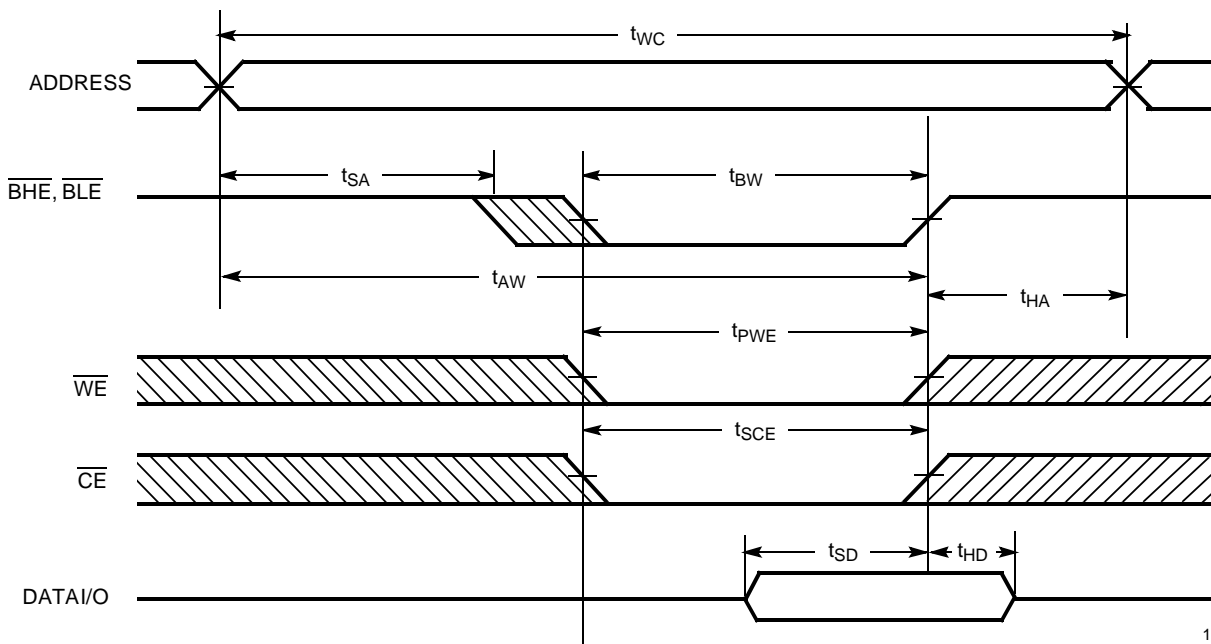 tWC
ADDRESS
tSA
tBW
BHE, BLE
tAW
tHA
tPWE
WE
tSCE
CE
tSD
tHD
DATAI/O
1